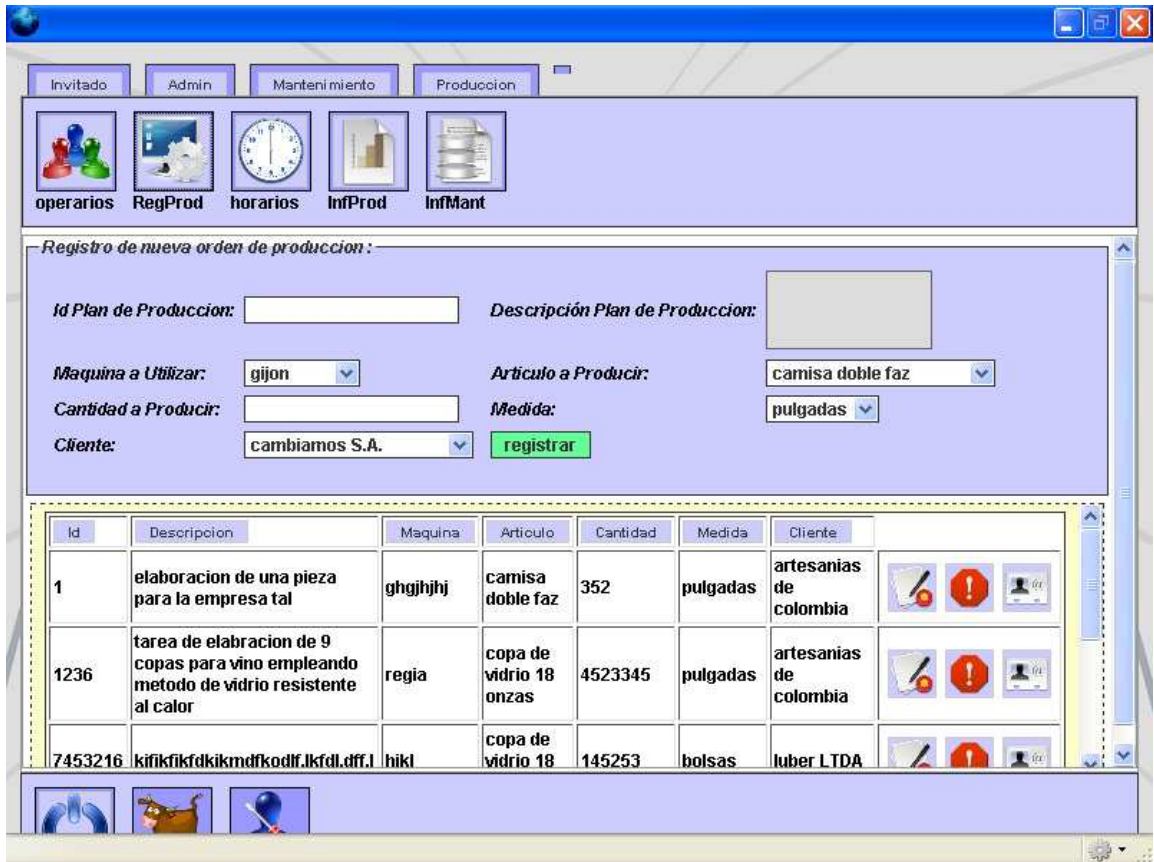 Invitado Admin Mantenimiento Produccion
operarios RegProd horarios InfProd InfMant
Registro de nueva orden de produccion :
Id Plan de Produccion: Descripción Plan de Produccion:
Maquina a Utilizar: gijon Articulo a Producir: camisa doble faz
Cantidad a Producir: Medida: pulgadas
Cliente: cambiamos S.A. registrar
Id Descripcion Maquina Articulo Cantidad Medida Cliente
1 elaboracion de una pieza para la empresa tal ghgjhjhj camisa doble faz 352 pulgadas artesanias de colombia
1236 tarea de elabracion de 9 copas para vino empleando metodo de vidrio resistente al calor regia copa de vidrio 18 onzas 4523345 pulgadas artesanias de colombia
7453216 hikl copa de vidrio 18 145253 bolsas luber LTDA